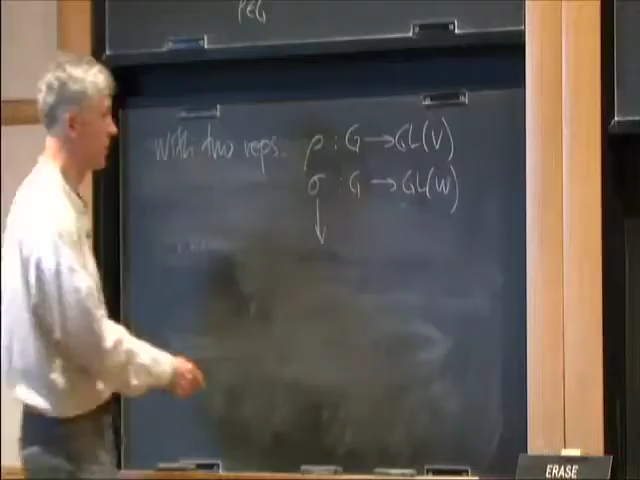 with two reps. ρ : G → GL(V)
σ : G → GL(W)
↓
ERASE